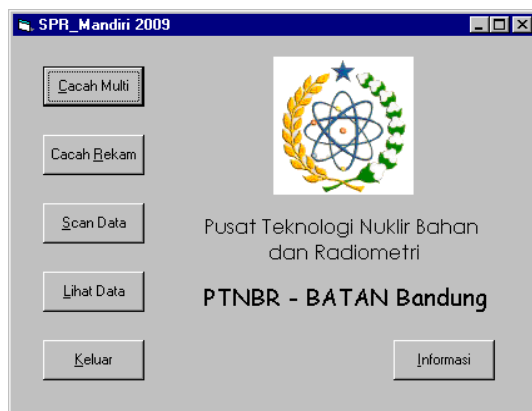 SPR_Mandiri 2009
Cacah Multi
Cacah Rekam
Scan Data
Lihat Data
Keluar
Pusat Teknologi Nuklir Bahan
dan Radiometri
PTNBR - BATAN Bandung
Informasi